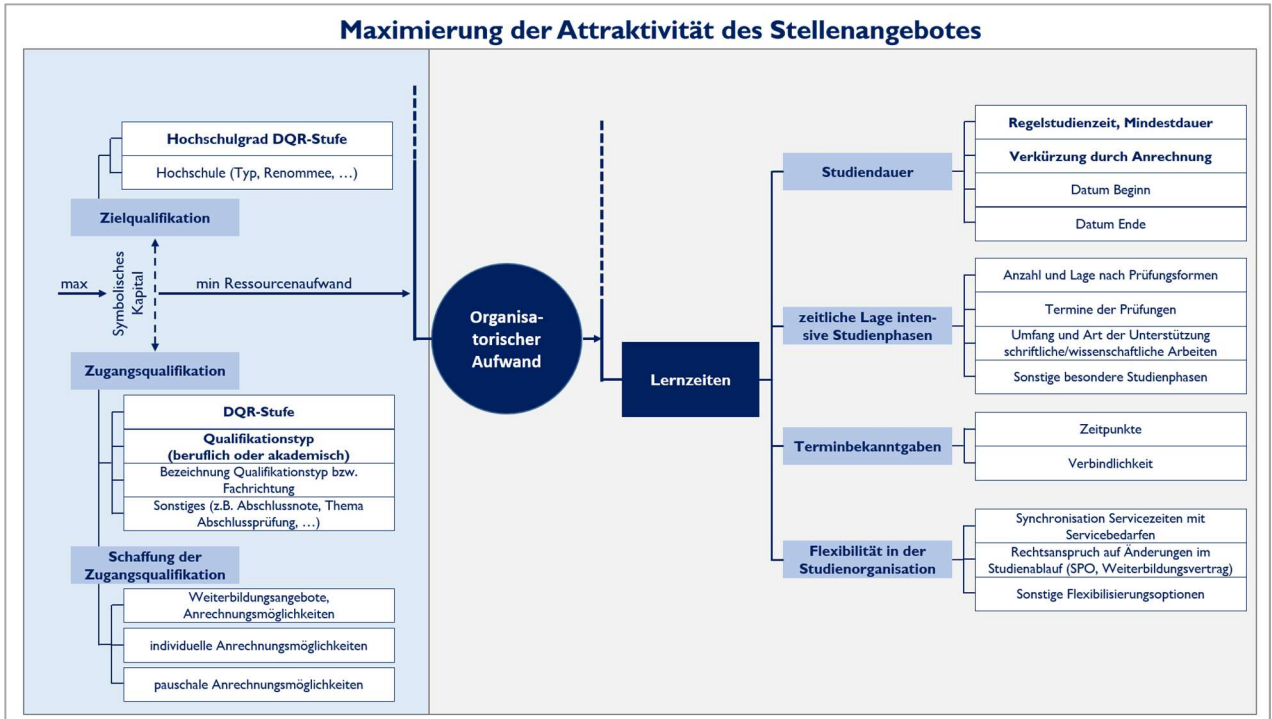 Maximierung der Attraktivität des Stellenangebotes
Hochschulgrad DQR-Stufe
Hochschule (Typ, Renommee, …)
Zielqualifikation
max
Symbolisches
Kapital
min Ressourcenaufwand
Zugangsqualifikation
DQR-Stufe
Qualifikationstyp
(beruflich oder akademisch)
Bezeichnung Qualifikationstyp bzw.
Fachrichtung
Sonstiges (z.B. Abschlussnote, Thema
Abschlussprüfung, …)
Schaffung der
Zugangsqualifikation
Weiterbildungsangebote,
Anrechnungsmöglichkeiten
individuelle Anrechnungsmöglichkeiten
pauschale Anrechnungsmöglichkeiten
Organisa-
torischer
Aufwand
Lernzeiten
Studiendauer
Regelstudienzeit, Mindestdauer
Verkürzung durch Anrechnung
Datum Beginn
Datum Ende
zeitliche Lage inten-
sive Studienphasen
Anzahl und Lage nach Prüfungsformen
Termine der Prüfungen
Umfang und Art der Unterstützung
schriftliche/wissenschaftliche Arbeiten
Sonstige besondere Studienphasen
Terminbekanntgaben
Zeitpunkte
Verbindlichkeit
Flexibilität in der
Studienorganisation
Synchronisation Servicezeiten mit
Servicebedarfen
Rechtsanspruch auf Änderungen im
Studienablauf (SPO, Weiterbildungsvertrag)
Sonstige Flexibilisierungsoptionen